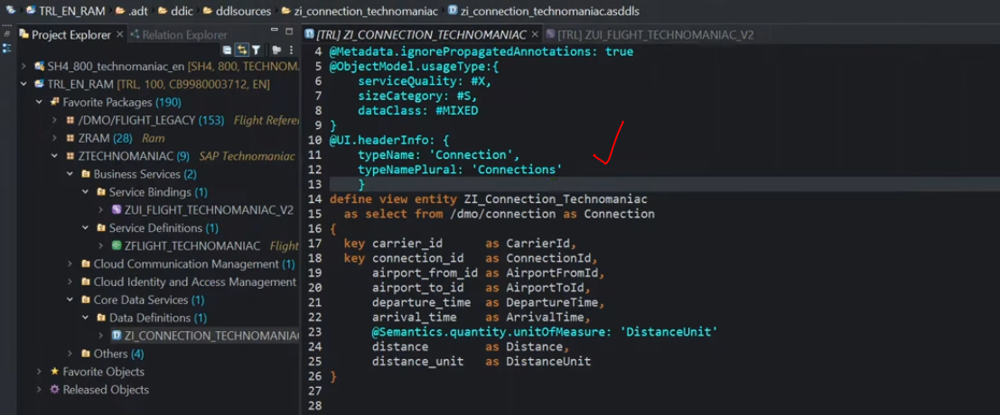 TRL_EN_RAM > .adt > ddic > ddlsources > zi_connection_technomaniac > zi_connection_technomaniac.asddls
Project Explorer
Relation Explorer
SH4_800_technomaniac_en [SH4, 800, TECHNOM
TRL_EN_RAM [TRL, 100, CB9980003712, EN]
Favorite Packages (190)
/DMO/FLIGHT_LEGACY (153) Flight Refere
ZRAM (28) Ram
ZTECHNOMANIAC (9) SAP Technomaniac
Business Services (2)
Service Bindings (1)
ZUI_FLIGHT_TECHNOMANIAC_V2
Service Definitions (1)
ZFLIGHT_TECHNOMANIAC Flight
Cloud Communication Management (1)
Cloud Identity and Access Management
Core Data Services (1)
Data Definitions (1)
ZI_CONNECTION_TECHNOMANIA
Others (4)
Favorite Objects
Released Objects
[TRL] ZI_CONNECTION_TECHNOMANIAC
[TRL] ZUI_FLIGHT_TECHNOMANIAC_V2
4 @Metadata.ignorePropagatedAnnotations: true
5 @ObjectModel.usageType:{
6 serviceQuality: #X,
7 sizeCategory: #S,
8 dataClass: #MIXED
9 }
10 @UI.headerInfo: {
11 typeName: 'Connection',
12 typeNamePlural: 'Connections'
13 }
14 define view entity ZI_Connection_Technomaniac
15 as select from /dmo/connection as Connection
16 {
17 key carrier_id as CarrierId,
18 key connection_id as ConnectionId,
19 airport_from_id as AirportFromId,
20 airport_to_id as AirportToId,
21 departure_time as DepartureTime,
22 arrival_time as ArrivalTime,
23 @Semantics.quantity.unitOfMeasure: 'DistanceUnit'
24 distance as Distance,
25 distance_unit as DistanceUnit
26 }
27
28